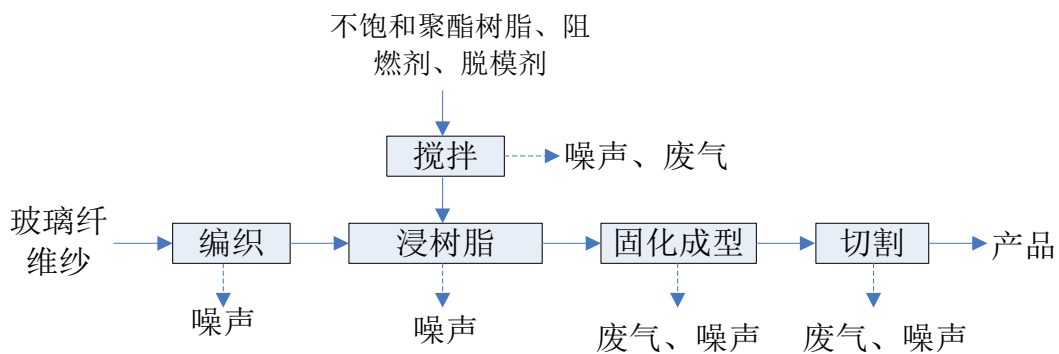 不饱和聚酯树脂、阻
燃剂、脱模剂
搅拌
噪声、废气
玻璃纤
维纱
编织
浸树脂
固化成型
切割
产品
噪声
噪声
废气、噪声
废气、噪声